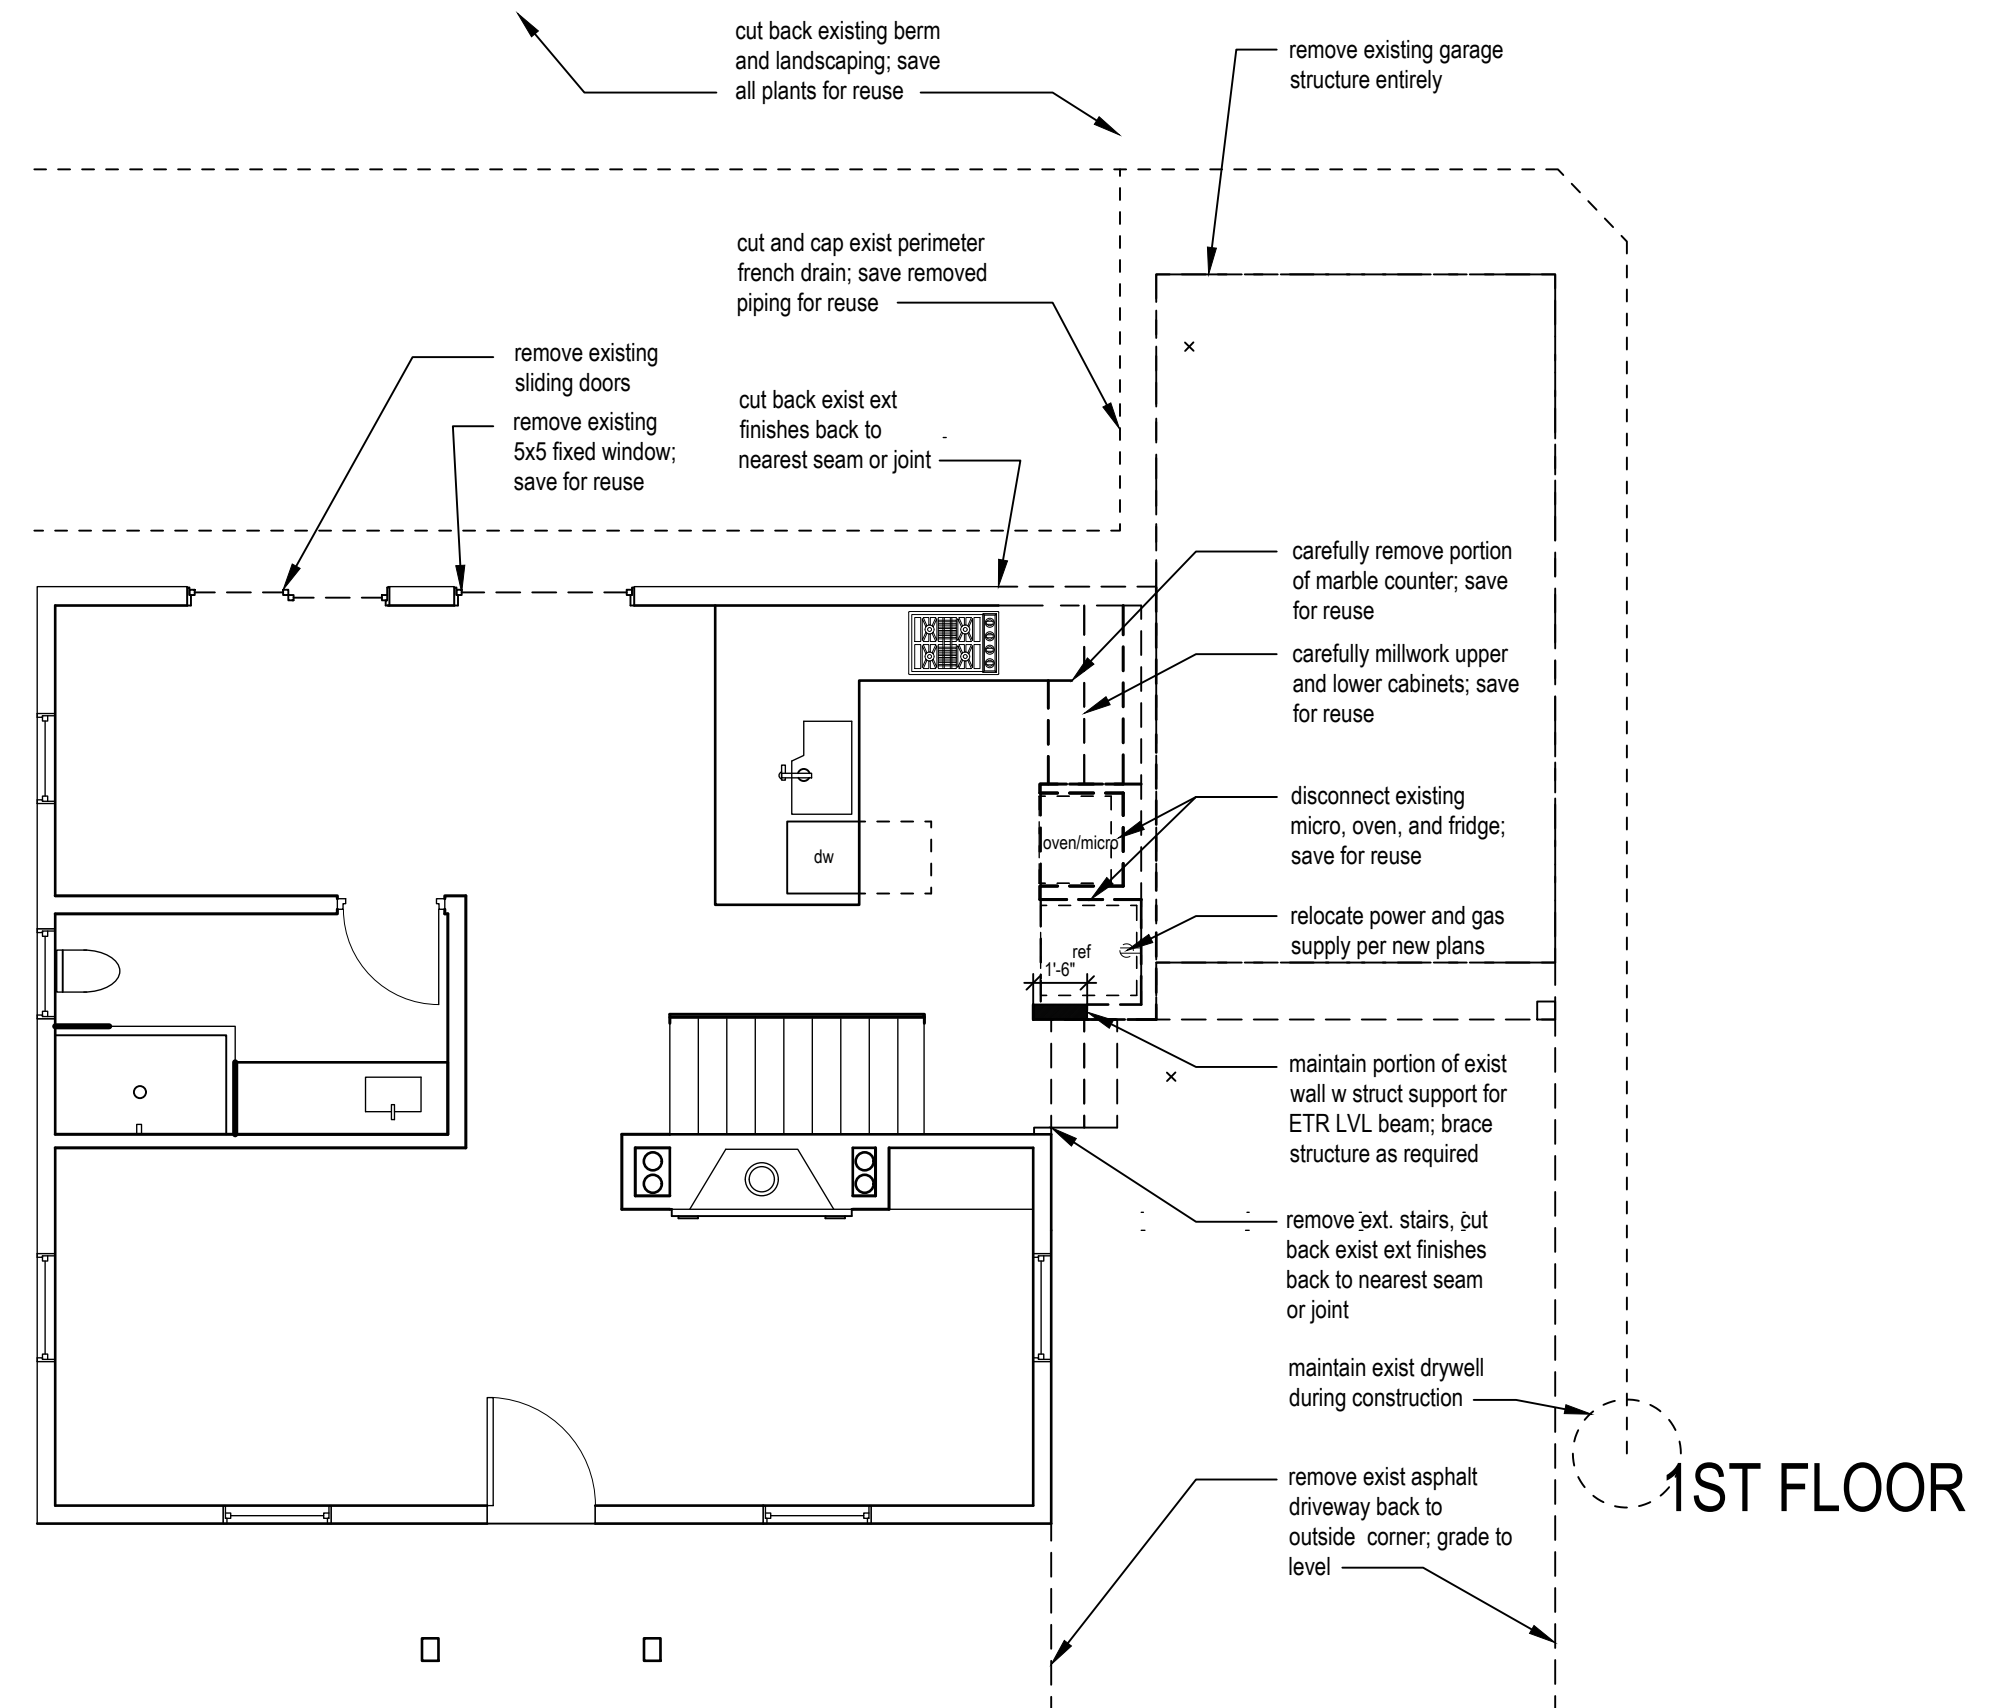 cut back existing berm
and landscaping; save
all plants for reuse
remove existing garage
structure entirely
cut and cap exist perimeter
french drain; save removed
piping for reuse
remove existing
sliding doors
remove existing
5x5 fixed window;
save for reuse
cut back exist ext
finishes back to
nearest seam or joint
carefully remove portion
of marble counter; save
for reuse
carefully millwork upper
and lower cabinets; save
for reuse
disconnect existing
micro, oven, and fridge;
save for reuse
oven/micro
dw
relocate power and gas
supply per new plans
ref
1'-6"
maintain portion of exist
wall w struct support for
ETR LVL beam; brace
structure as required
remove ext. stairs, cut
back exist ext finishes
back to nearest seam
or joint
maintain exist drywell
during construction
1ST FLOOR
remove exist asphalt
driveway back to
outside corner; grade to
level